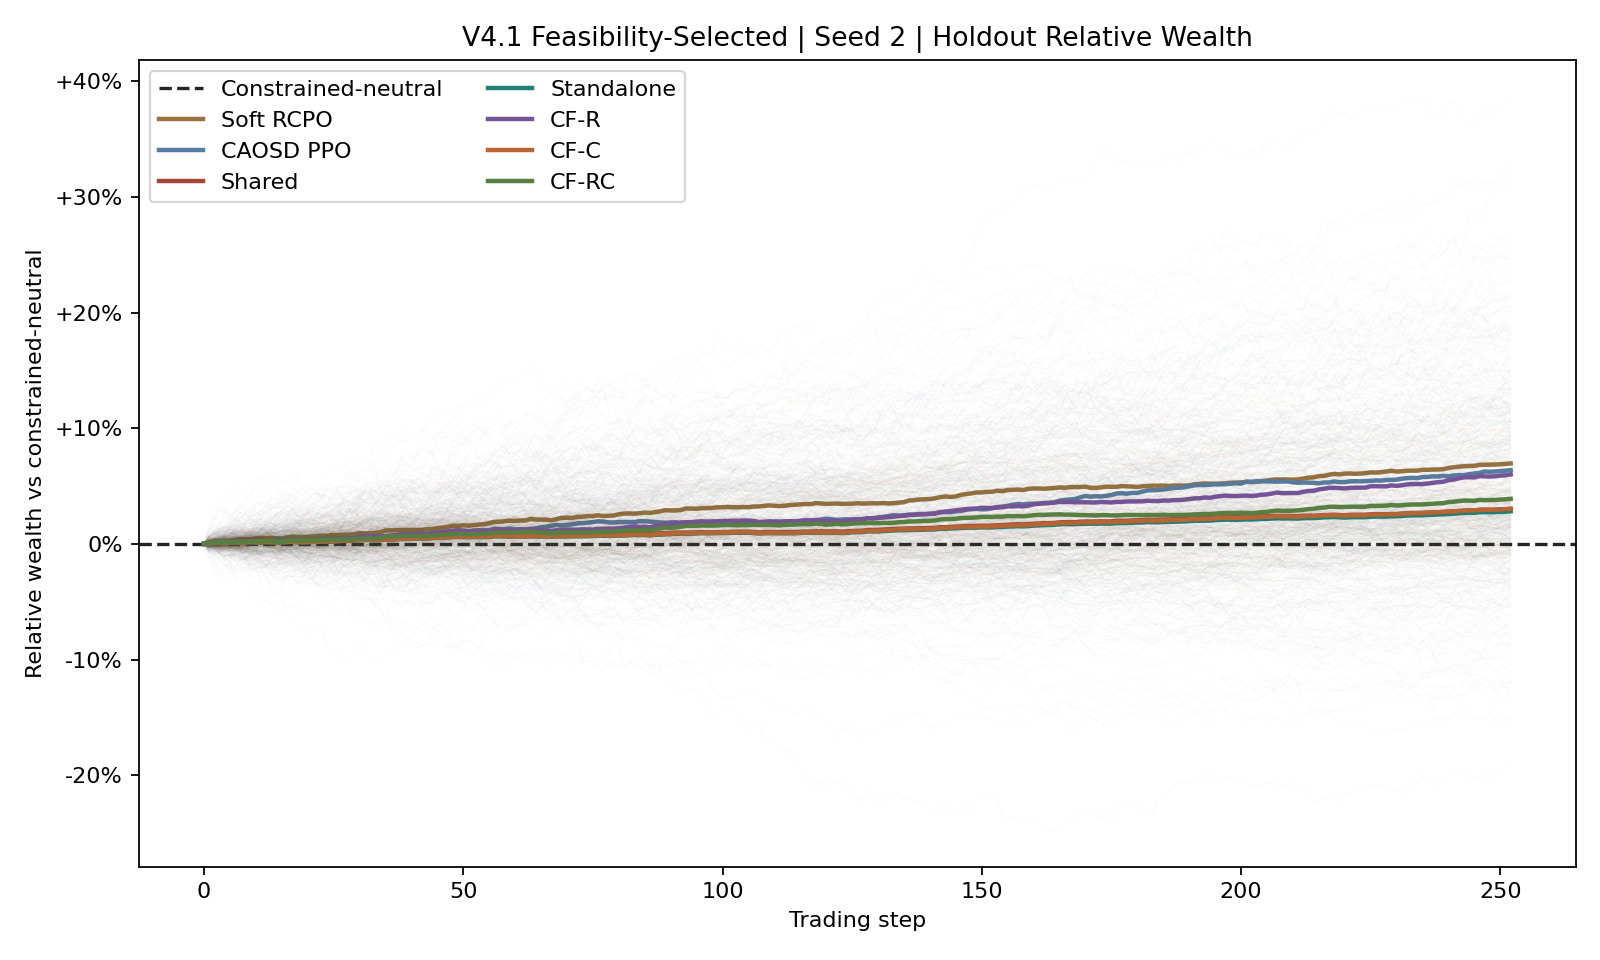 V4.1 Feasibility-Selected | Seed 2 | Holdout Relative Wealth
Constrained-neutral
Soft RCPO
CAOSD PPO
Shared
Standalone
CF-R
CF-C
CF-RC
Relative wealth vs constrained-neutral
+40%
+30%
+20%
+10%
0%
-10%
-20%
0 50 100 150 200 250
Trading step